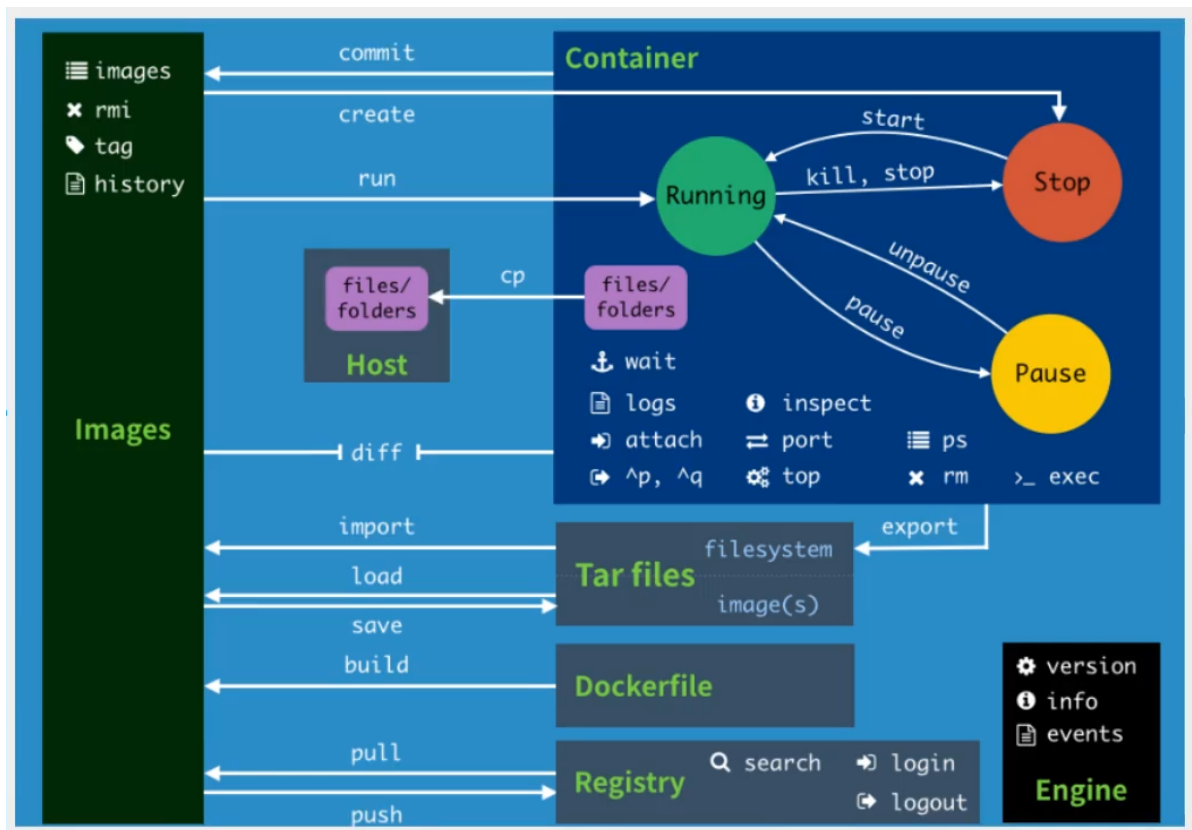 images
rmi
tag
history
Images
commit
create
run
cp
files/
folders
Host
diff
import
load
save
build
pull
push
Container
Running
start
kill, stop
Stop
unpause
pause
Pause
files/
folders
wait
logs
inspect
attach
port
ps
^p, ^q
top
rm
>_ exec
export
Tar files
filesystem
image(s)
Dockerfile
Registry
search
login
logout
version
info
events
Engine